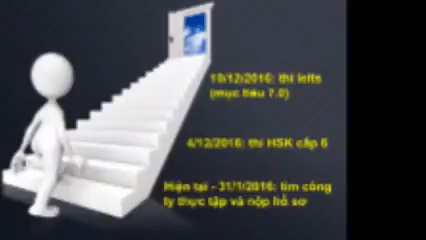 10/12/2016: thi Ielts
(mục tiêu 7.0)
4/12/2016: thi HSK cấp 6
Hiện tại - 31/1/2016: tìm công
ty thực tập và nộp hồ sơ